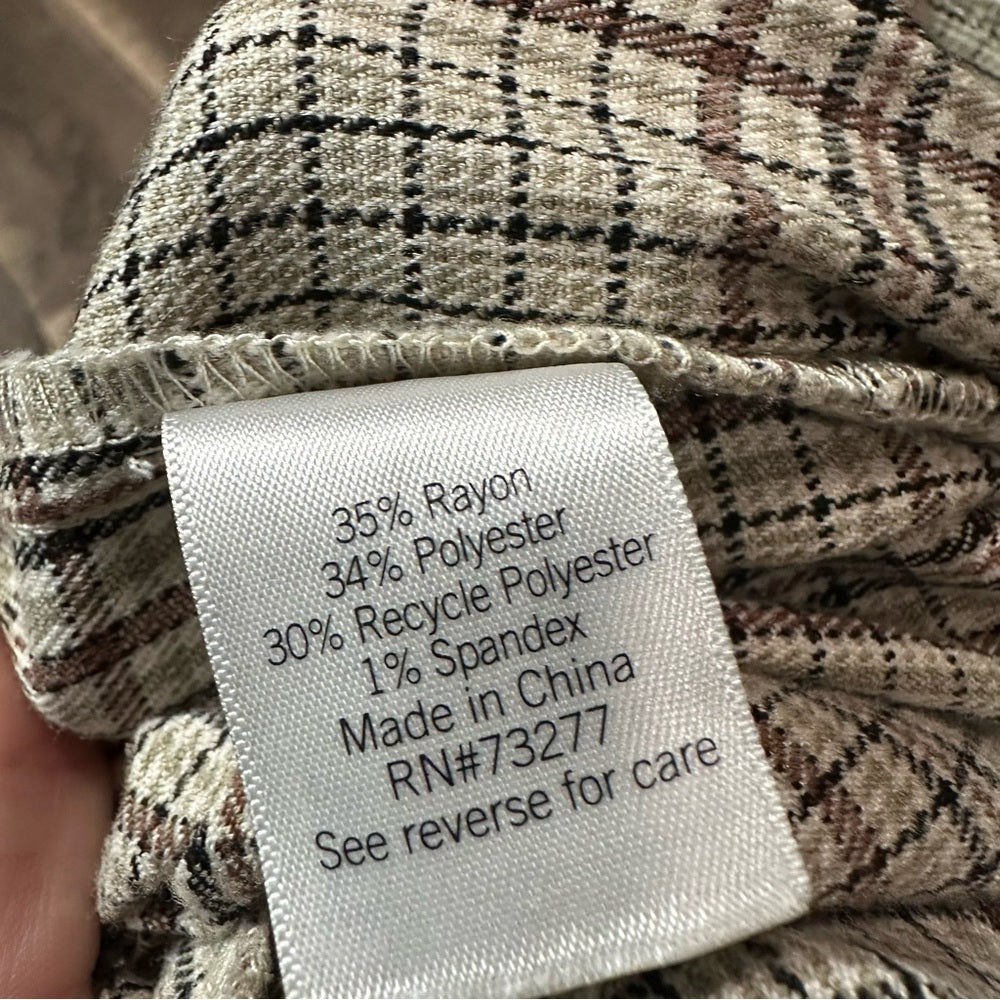 35% Rayon
34% Polyester
30% Recycle Polyester
1% Spandex
Made in China
RN#73277
See reverse for care